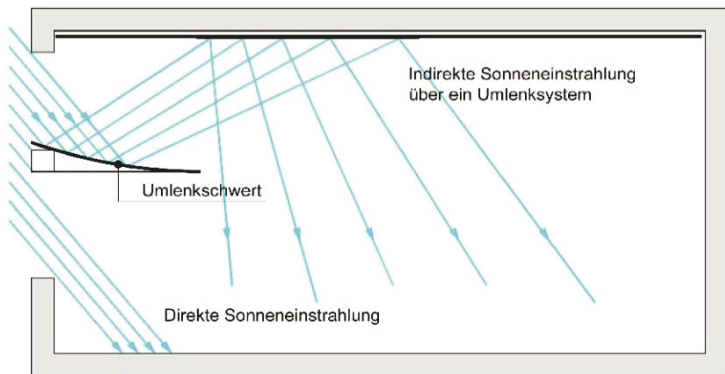 Indirekte Sonneneinstrahlung
über ein Umlenksystem
Umlenkschwert
Direkte Sonneneinstrahlung